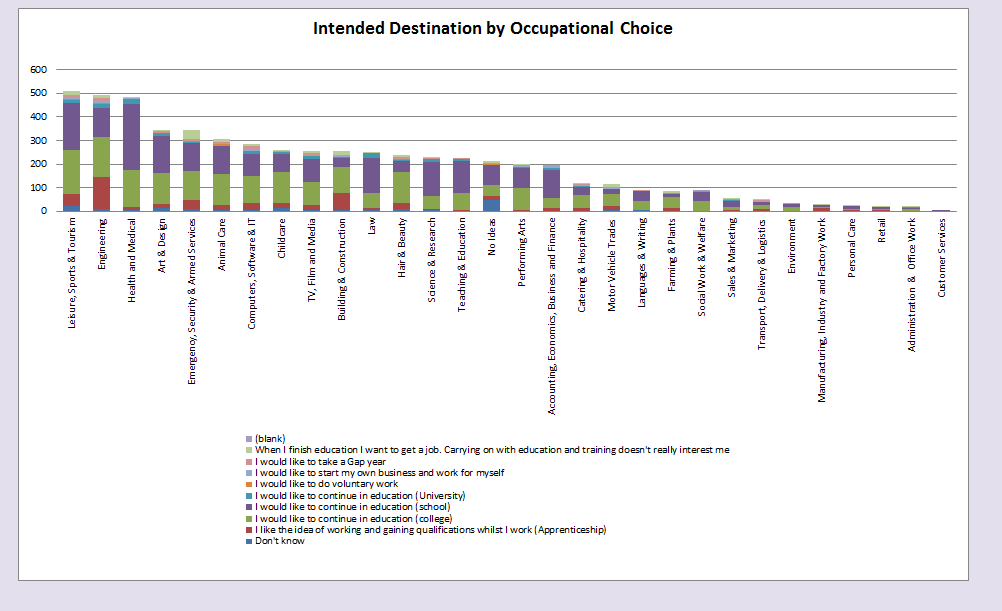 Intended Destination by Occupational Choice
600
500
400
300
200
100
0
Leisure, Sports & Tourism
Engineering
Health and Medical
Art & Design
Emergency, Security & Armed Services
Animal Care
Computers, Software & IT
Childcare
TV, Film and Media
Building & Construction
Law
Hair & Beauty
Science & Research
Teaching & Education
No Ideas
Performing Arts
Accounting, Economics, Business and Finance
Catering & Hospitality
Motor Vehicle Trades
Languages & Writing
Farming & Plants
Social Work & Welfare
Sales & Marketing
Transport, Delivery & Logistics
Environment
Manufacturing, Industry and Factory Work
Personal Care
Retail
Administration & Office Work
Customer Services
(blank)
When I finish education I want to get a job. Carrying on with education and training doesn't really interest me
I would like to take a Gap year
I would like to start my own business and work for myself
I would like to do voluntary work
I would like to continue in education (University)
I would like to continue in education (school)
I would like to continue in education (college)
I like the idea of working and gaining qualifications whilst I work (Apprenticeship)
Don't know